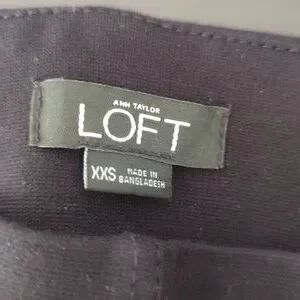 ANN TAYLOR
LOFT
XXS
MADE IN
BANGLADESH